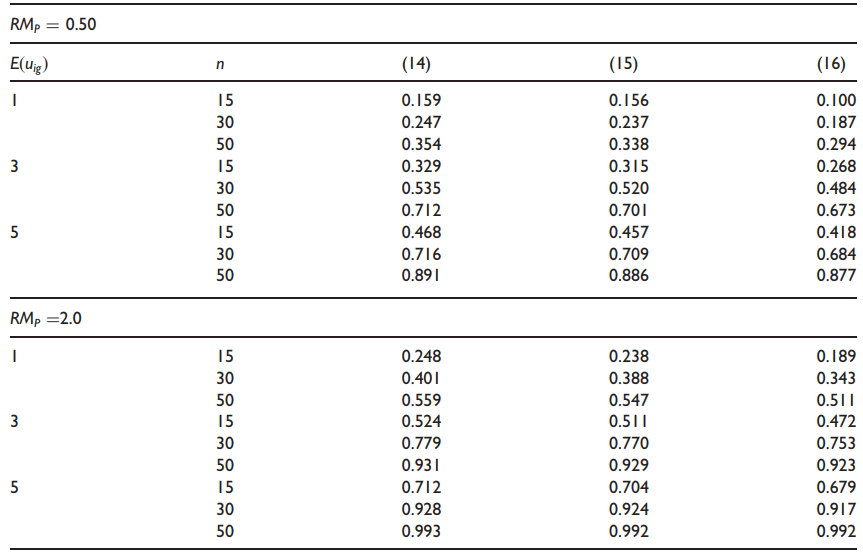 RMP = 0.50
E(uig) n (14) (15) (16)
1 15 0.159 0.156 0.100
30 0.247 0.237 0.187
50 0.354 0.338 0.294
3 15 0.329 0.315 0.268
30 0.535 0.520 0.484
50 0.712 0.701 0.673
5 15 0.468 0.457 0.418
30 0.716 0.709 0.684
50 0.891 0.886 0.877
RMP =2.0
1 15 0.248 0.238 0.189
30 0.401 0.388 0.343
50 0.559 0.547 0.511
3 15 0.524 0.511 0.472
30 0.779 0.770 0.753
50 0.931 0.929 0.923
5 15 0.712 0.704 0.679
30 0.928 0.924 0.917
50 0.993 0.992 0.992